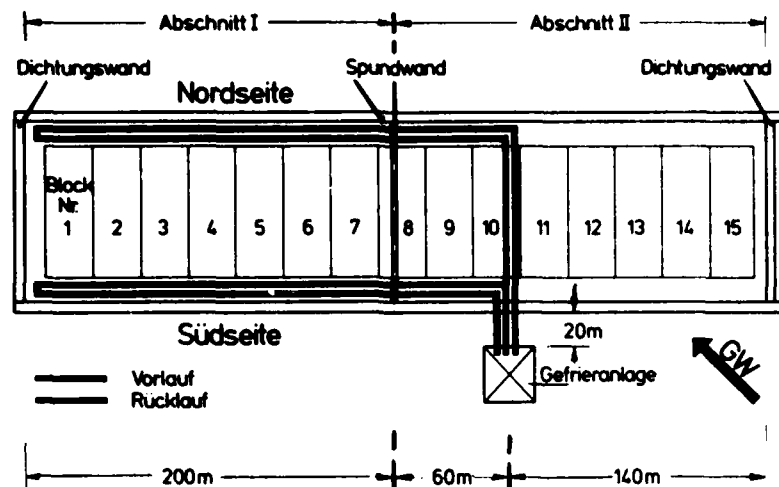 Abschnitt I Abschnitt II
Dichtungswand Spundwand Dichtungswand
Nordseite
Block
Nr.
1 2 3 4 5 6 7 8 9 10 11 12 13 14 15
Südseite
20m
GW
Gefrieranlage
Vorlauf
Rücklauf
200m 60m 140m